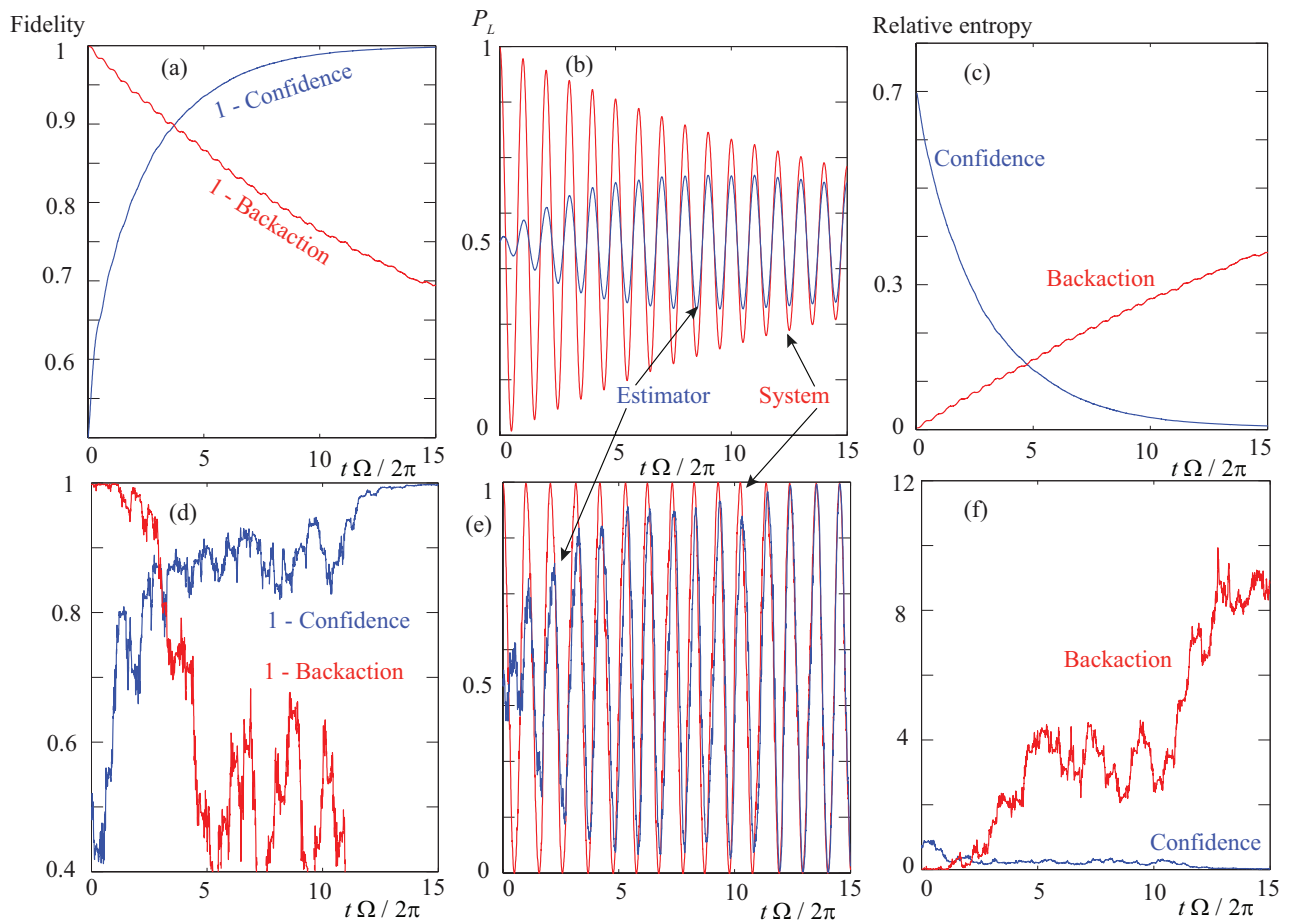 Fidelity
P_L
Relative entropy
1
0.9
0.8
0.7
0.6
(a)
1 - Confidence
1 - Backaction
0
5
10
15
t Ω / 2π
1
0.5
0
(b)
Estimator
System
0
5
10
15
t Ω / 2π
0.7
0.3
0
(c)
Confidence
Backaction
0
5
10
15
t Ω / 2π
1
0.9
0.8
0.7
0.6
0.4
(d)
1 - Confidence
1 - Backaction
0
5
10
15
t Ω / 2π
1
0.5
0
(e)
0
5
10
15
t Ω / 2π
12
8
4
0
(f)
Backaction
Confidence
0
5
10
15
t Ω / 2π